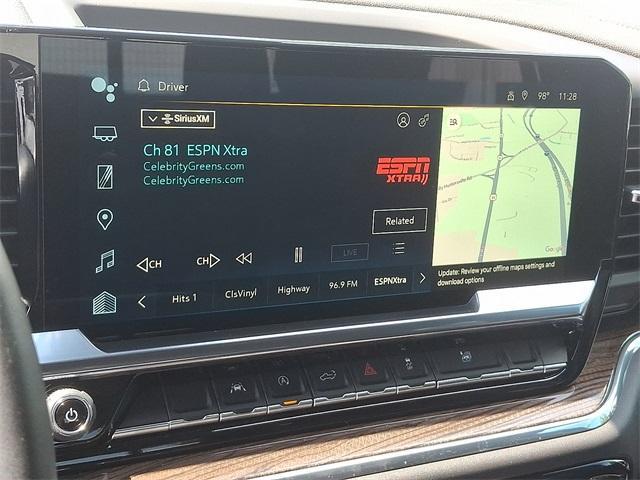 Driver
98° 11:28
SiriusXM
Ch 81 ESPN Xtra
CelebrityGreens.com
CelebrityGreens.com
ESPN
XTRA
Related
CH
CH
LIVE
Hits 1 ClsVinyl Highway 96.9 FM ESPNXtra
Google
Update: Review your offline maps settings and
download options